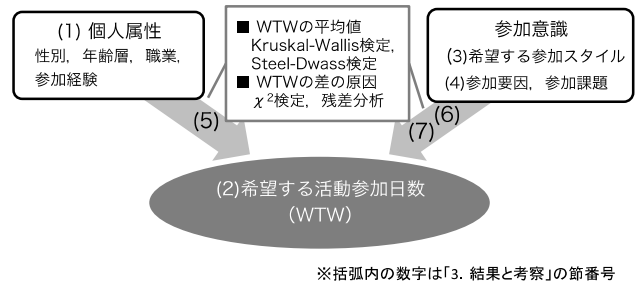 (1) 個人属性
性別，年齢層，職業，
参加経験
■ WTWの平均値
Kruskal-Wallis検定，
Steel-Dwass検定
■ WTWの差の原因
χ²検定，残差分析
参加意識
(3)希望する参加スタイル
(4)参加要因，参加課題
(5)
(6)
(7)
(2)希望する活動参加日数
（WTW）
※括弧内の数字は「3．結果と考察」の節番号